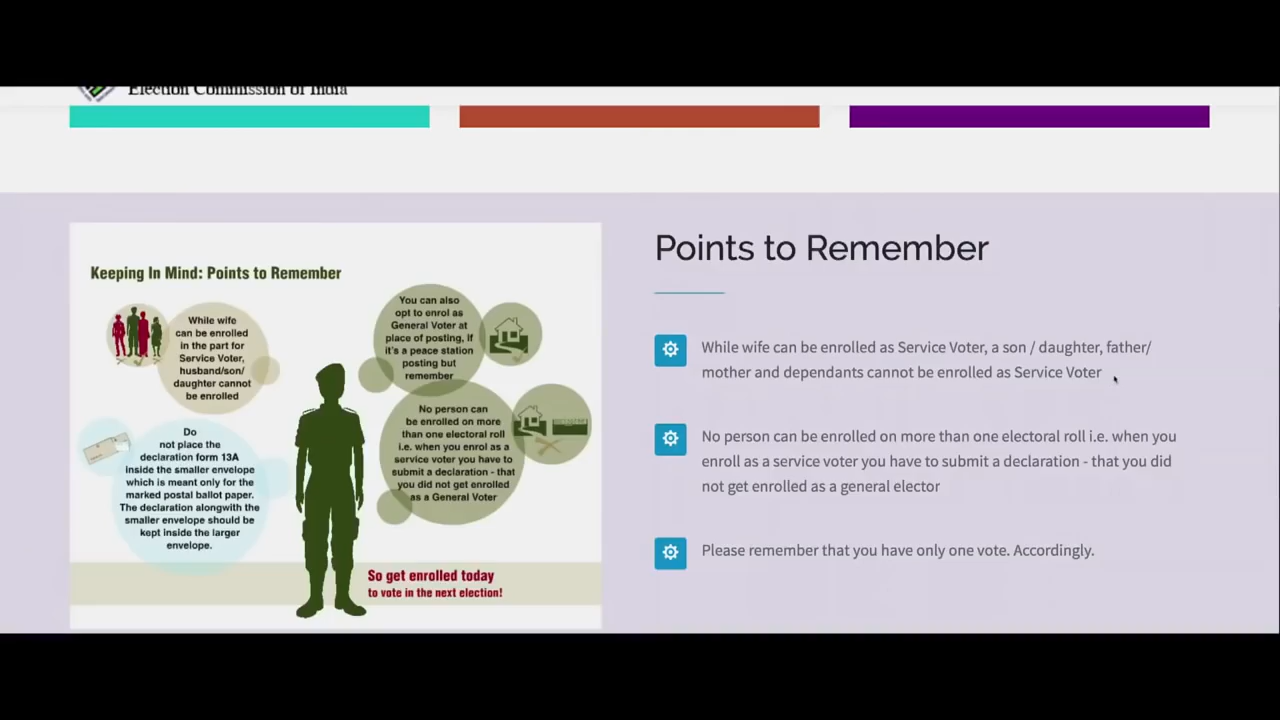 Election Commission of India
Keeping In Mind: Points to Remember
While wife
can be enrolled
in the part for
Service Voter,
husband/son/
daughter cannot
be enrolled
You can also
opt to enrol as
General Voter at
place of posting, If
it's a peace station
posting but
remember
No person can
be enrolled on more
than one electoral roll
i.e. when you enrol as a
service voter you have to
submit a declaration - that
you did not get enrolled
as a General Voter
Do
not place the
declaration form 13A
inside the smaller envelope
which is meant only for the
marked postal ballot paper.
The declaration alongwith the
smaller envelope should be
kept inside the larger
envelope.
So get enrolled today
to vote in the next election!
Points to Remember
While wife can be enrolled as Service Voter, a son / daughter, father/
mother and dependants cannot be enrolled as Service Voter
No person can be enrolled on more than one electoral roll i.e. when you
enroll as a service voter you have to submit a declaration - that you did
not get enrolled as a general elector
Please remember that you have only one vote. Accordingly.